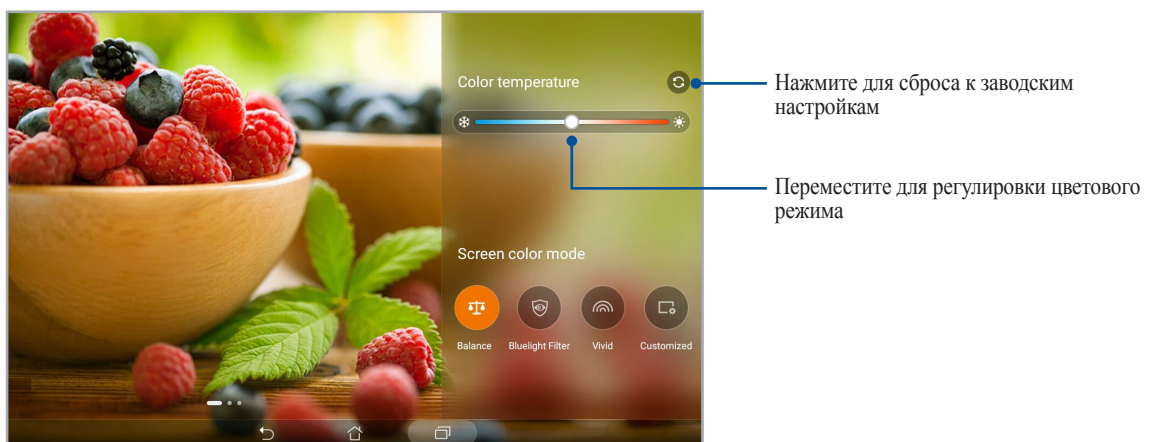 Color temperature
Нажмите для сброса к заводским
настройкам
Переместите для регулировки цветового
режима
Screen color mode
Balance
Bluelight Filter
Vivid
Customized